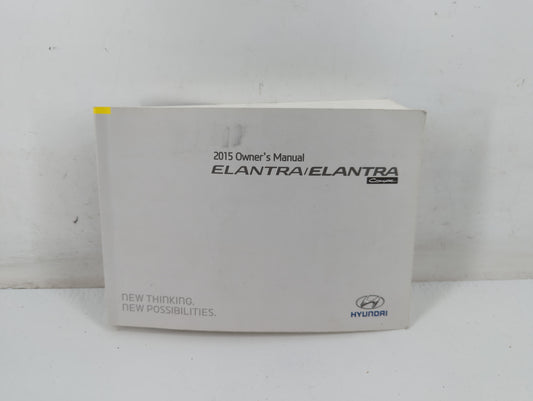 2015 Owner's Manual
ELANTRA/ELANTRA
Coupe
NEW THINKING.
NEW POSSIBILITIES.
HYUNDAI